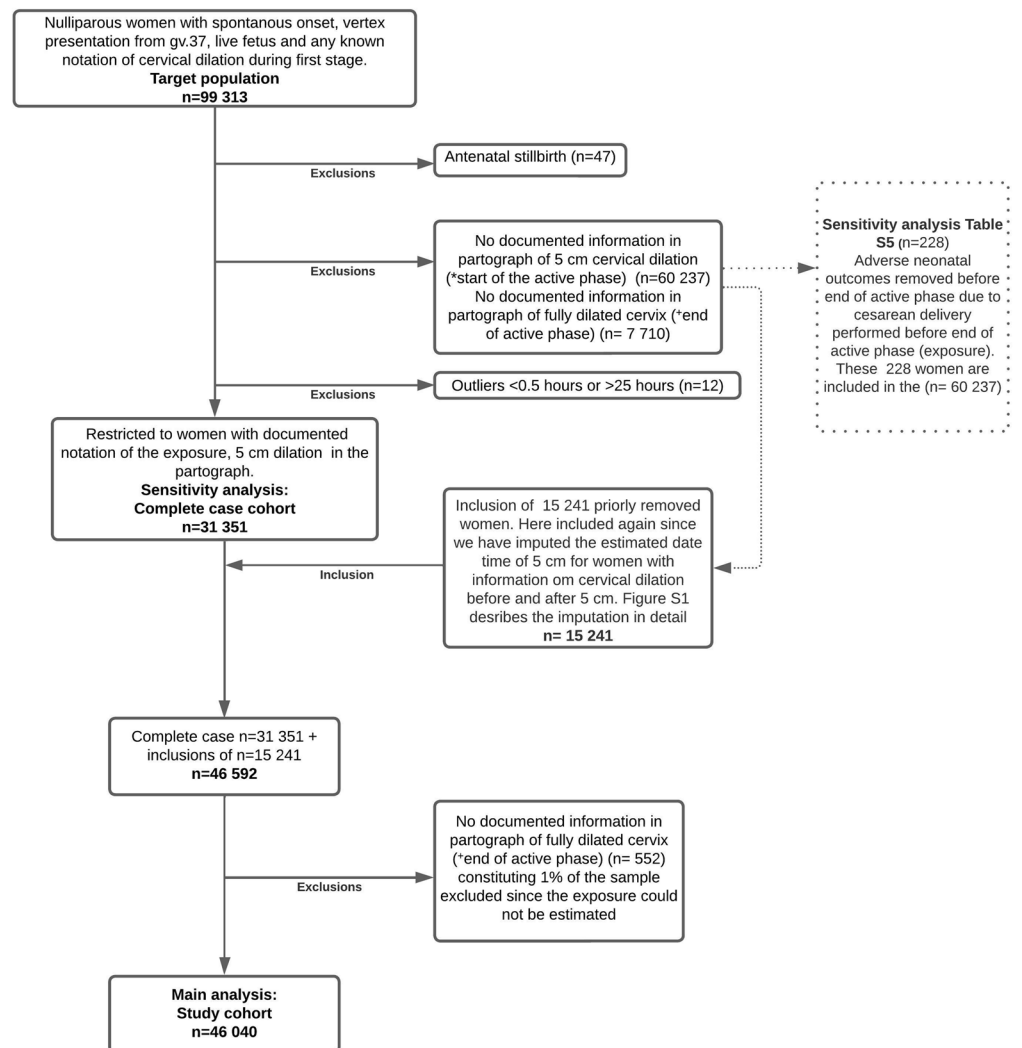 Nulliparous women with spontanous onset, vertex
presentation from gv.37, live fetus and any known
notation of cervical dilation during first stage.
Target population
n=99 313
Exclusions
Antenatal stillbirth (n=47)
Exclusions
No documented information in
partograph of 5 cm cervical dilation
(*start of the active phase)  (n=60 237)
No documented information in
partograph of fully dilated cervix (⁺end
of active phase) (n= 7 710)
Sensitivity analysis Table
S5 (n=228)
Adverse neonatal
outcomes removed before
end of active phase due to
cesarean delivery
performed before end of
active phase (exposure).
These  228 women are
included in the (n= 60 237)
Exclusions
Outliers <0.5 hours or >25 hours (n=12)
Restricted to women with documented
notation of the exposure, 5 cm dilation  in the
partograph.
Sensitivity analysis:
Complete case cohort
n=31 351
Inclusion of  15 241 priorly removed
women. Here included again since
we have imputed the estimated date
time of 5 cm for women with
information om cervical dilation
before and after 5 cm. Figure S1
desribes the imputation in detail
n= 15 241
Inclusion
Complete case n=31 351 +
inclusions of n=15 241
n=46 592
Exclusions
No documented information in
partograph of fully dilated cervix
(⁺end of active phase) (n= 552)
constituting 1% of the sample
excluded since the exposure could
not be estimated
Main analysis:
Study cohort
n=46 040